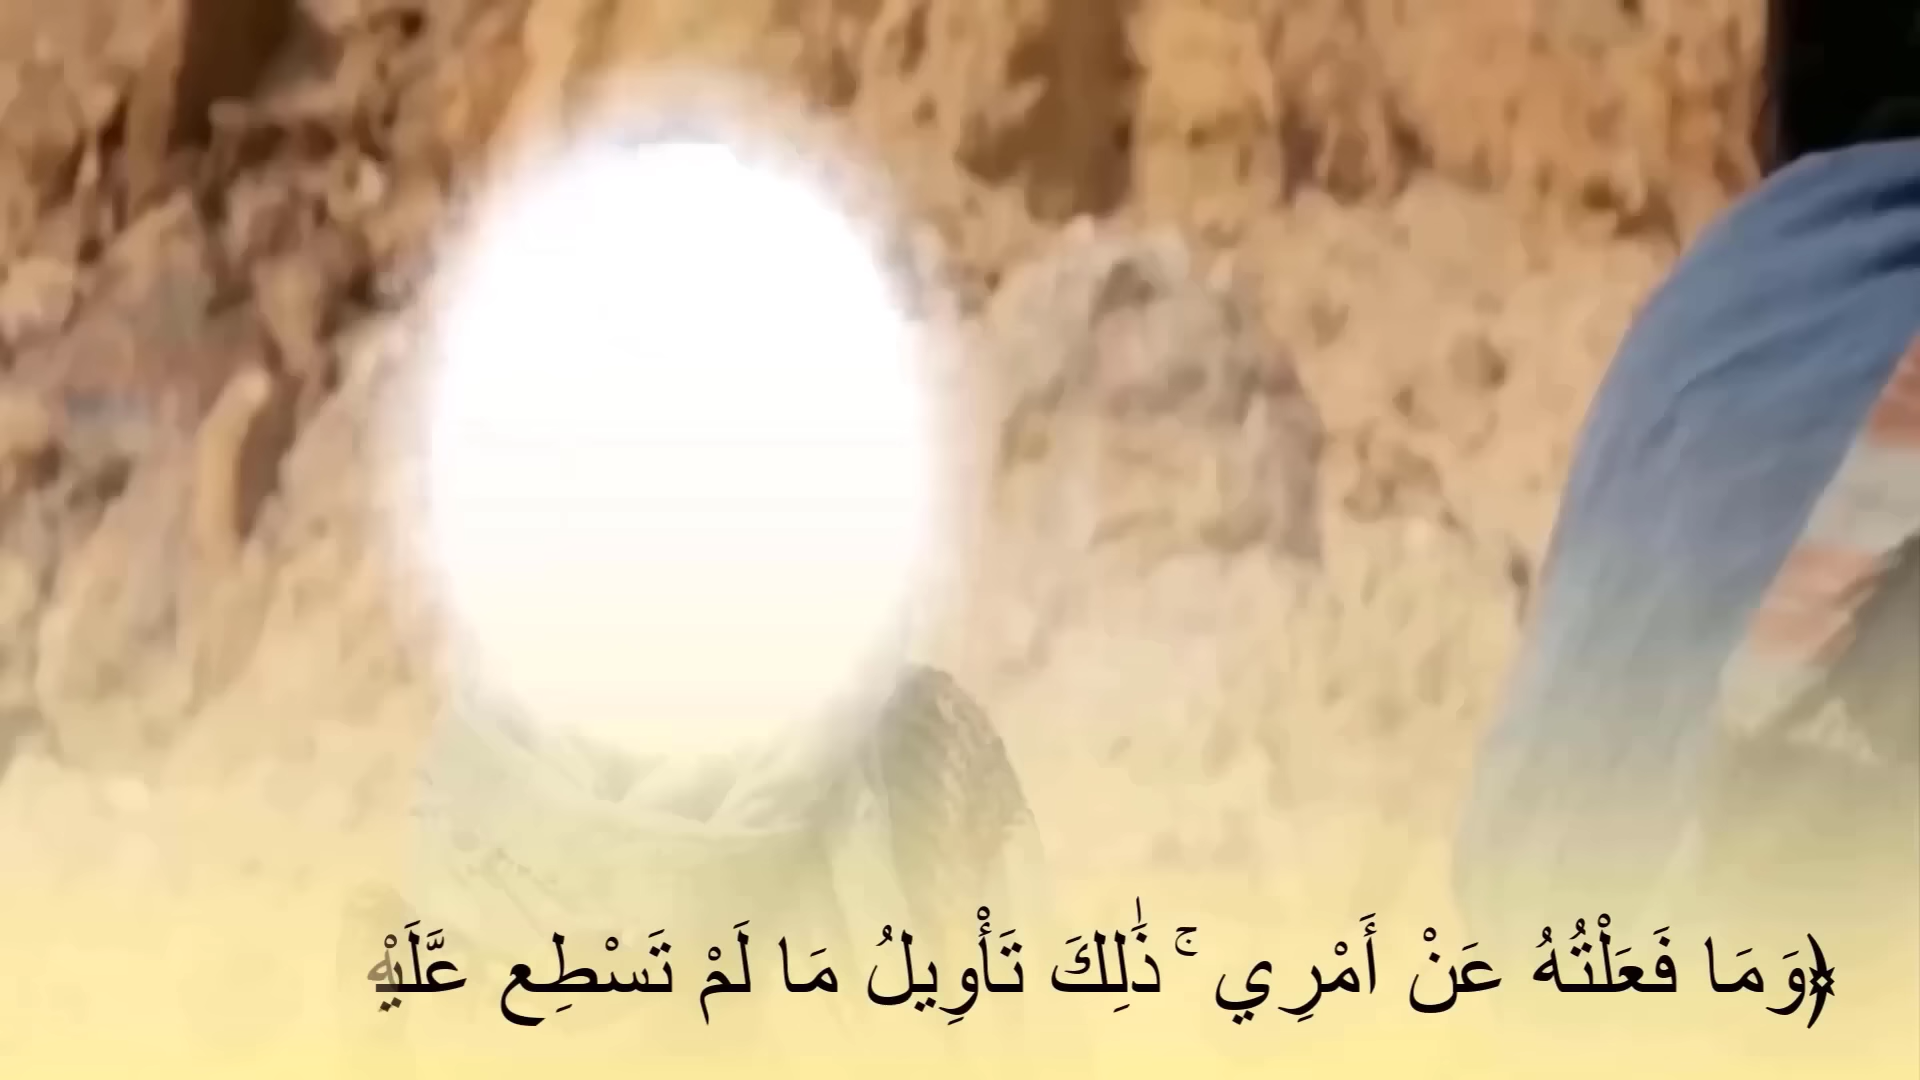 ﴿وَمَا فَعَلْتُهُ عَنْ أَمْرِي ۚ ذَٰلِكَ تَأْوِيلُ مَا لَمْ تَسْطِع عَّلَيْهِ